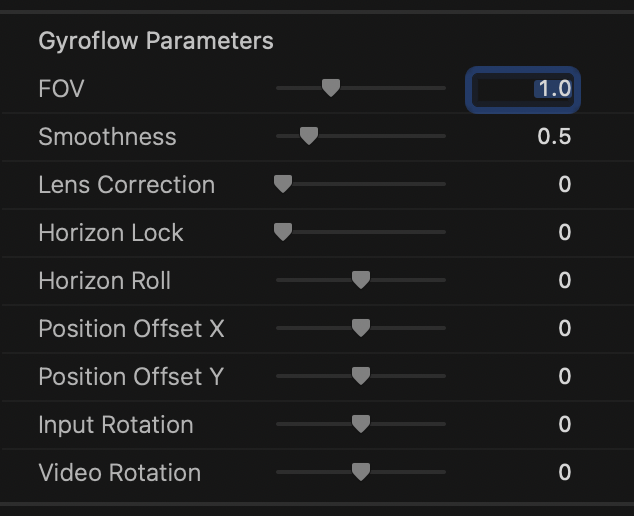 Gyroflow Parameters
FOV 1.0
Smoothness 0.5
Lens Correction 0
Horizon Lock 0
Horizon Roll 0
Position Offset X 0
Position Offset Y 0
Input Rotation 0
Video Rotation 0